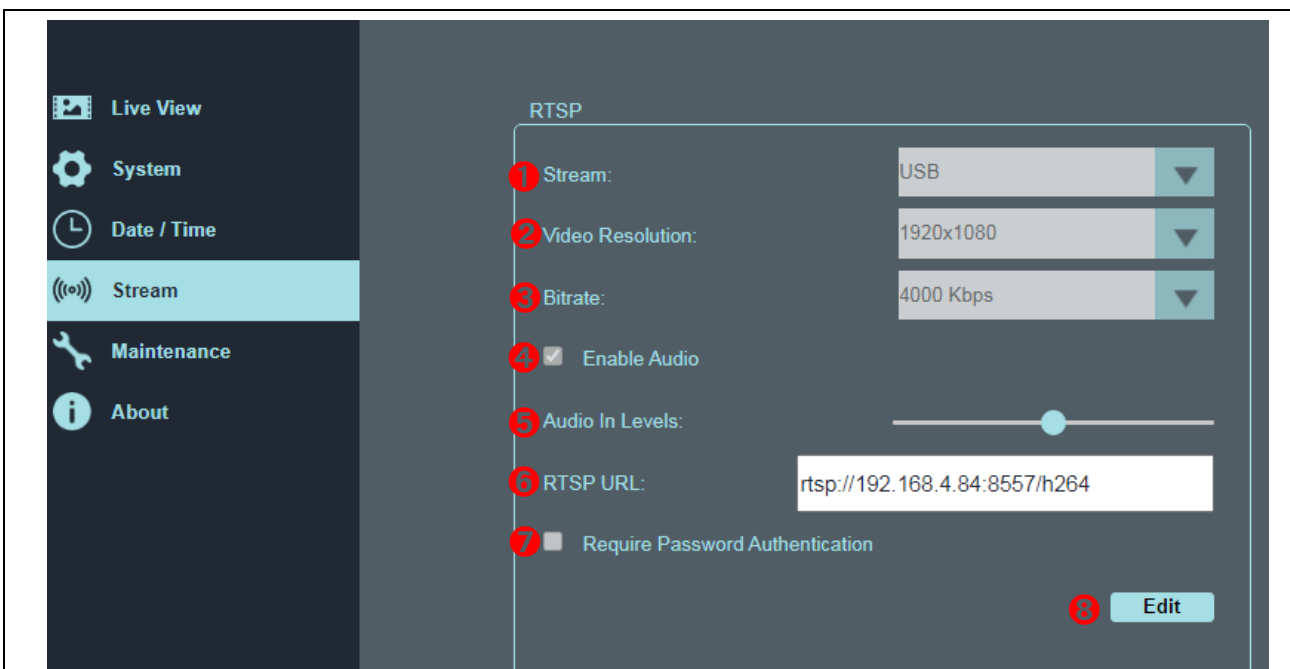 Live View
System
Date / Time
Stream
Maintenance
About
RTSP
1 Stream: USB
2 Video Resolution: 1920x1080
3 Bitrate: 4000 Kbps
4 Enable Audio
5 Audio In Levels:
6 RTSP URL: rtsp://192.168.4.84:8557/h264
7 Require Password Authentication
8 Edit